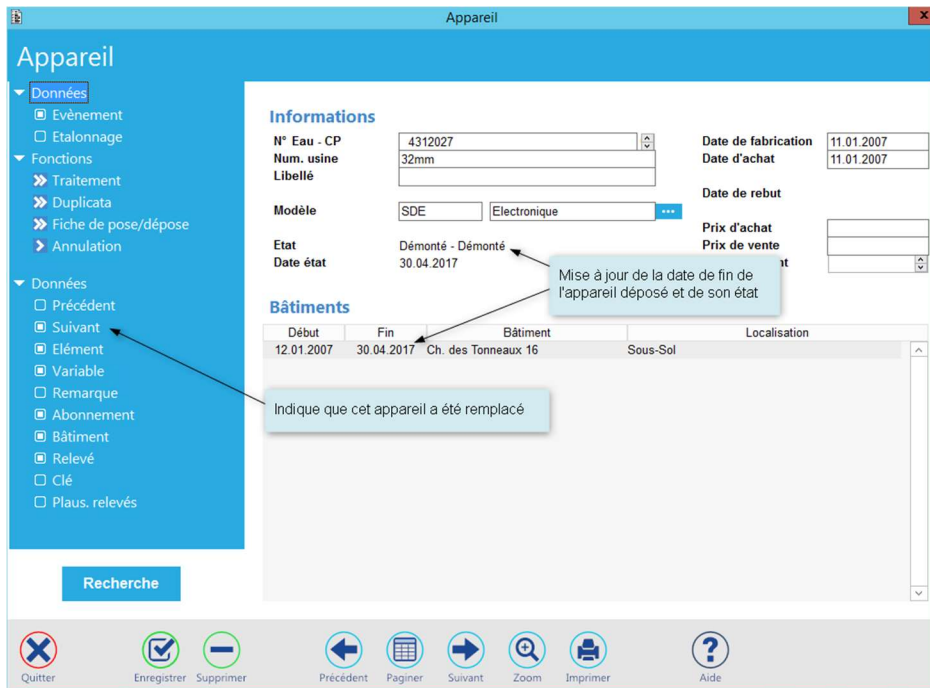 Appareil
x
Appareil
Données
Evènement
Etalonnage
Fonctions
Traitement
Duplicata
Fiche de pose/dépose
Annulation
Données
Précédent
Suivant
Elément
Variable
Remarque
Abonnement
Bâtiment
Relevé
Clé
Plaus. relevés
Recherche
Informations
N° Eau - CP 4312027 Date de fabrication 11.01.2007
Num. usine 32mm Date d'achat 11.01.2007
Libellé
Date de rebut
Modèle SDE Electronique ...
Prix d'achat
Etat Démonté - Démonté Prix de vente
Date état 30.04.2017
Mise à jour de la date de fin de
l'appareil déposé et de son état
Bâtiments
Début Fin Bâtiment Localisation
12.01.2007 30.04.2017 Ch. des Tonneaux 16 Sous-Sol
Indique que cet appareil a été remplacé
Quitter Enregistrer Supprimer Précédent Paginer Suivant Zoom Imprimer ? Aide